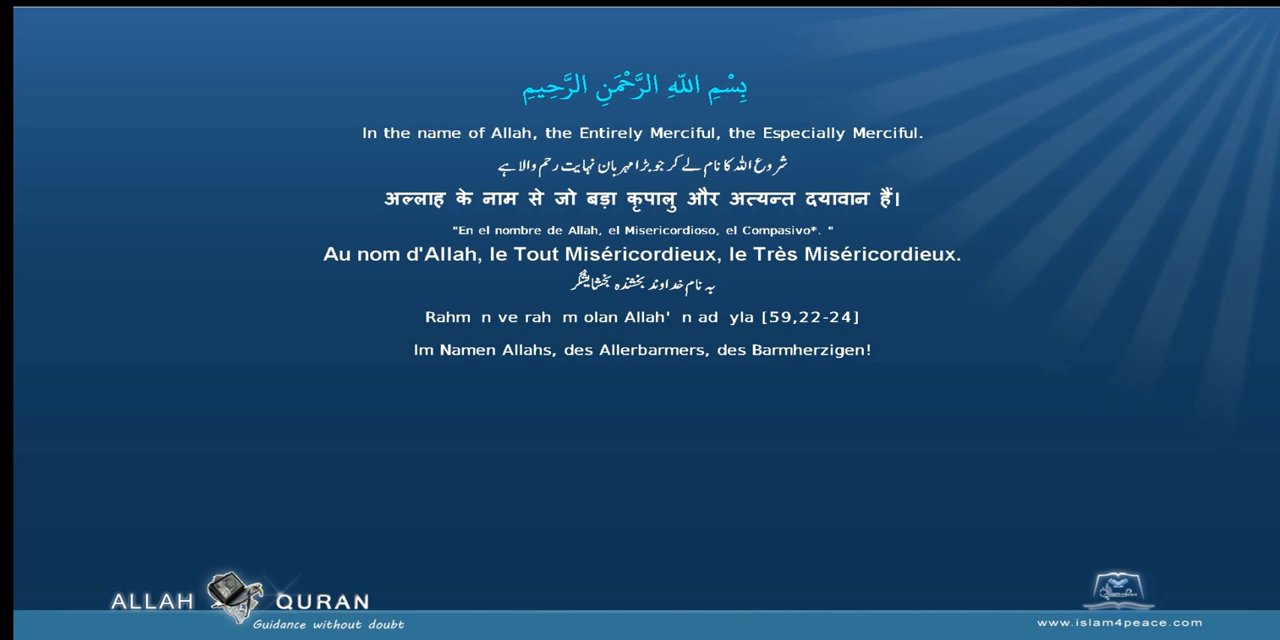 بِسْمِ اللَّهِ الرَّحْمَٰنِ الرَّحِيمِ
In the name of Allah, the Entirely Merciful, the Especially Merciful.
شروع الله کا نام لے کر جو بڑا مہربان نہایت رحم والا ہے
अल्लाह के नाम से जो बड़ा कृपालु और अत्यन्त दयावान हैं।
"En el nombre de Allah, el Misericordioso, el Compasivo*. "
Au nom d'Allah, le Tout Miséricordieux, le Très Miséricordieux.
به نام خداوند بخشنده بخشایشگر
Rahm n ve rah m olan Allah' n ad yla [59,22-24]
Im Namen Allahs, des Allerbarmers, des Barmherzigen!
ALLAH QURAN
Guidance without doubt
www.islam4peace.com